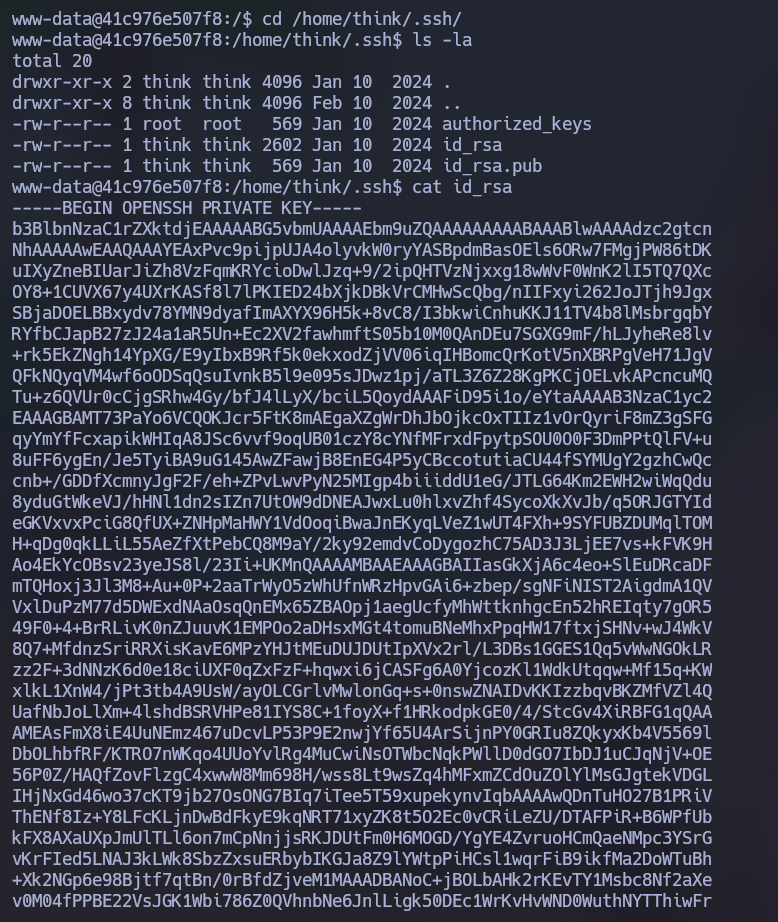 www-data@41c976e507f8:/$ cd /home/think/.ssh/
www-data@41c976e507f8:/home/think/.ssh$ ls -la
total 20
drwxr-xr-x 2 think think 4096 Jan 10  2024 .
drwxr-xr-x 8 think think 4096 Feb 10  2024 ..
-rw-r--r-- 1 root  root   569 Jan 10  2024 authorized_keys
-rw-r--r-- 1 think think 2602 Jan 10  2024 id_rsa
-rw-r--r-- 1 think think  569 Jan 10  2024 id_rsa.pub
www-data@41c976e507f8:/home/think/.ssh$ cat id_rsa
-----BEGIN OPENSSH PRIVATE KEY-----
b3BlbnNzaC1rZXktdjEAAAAABG5vbmUAAAAEbm9uZQAAAAAAAAABAAABlwAAAAdzc2gtcn
NhAAAAAwEAAQAAAYEAxPvc9pijpUJA4olyvkW0ryYASBpdmBasOEls6ORw7FMgjPW86tDK
uIXyZneBIUarJiZh8VzFqmKRYcioDwlJzq+9/2ipQHTVzNjxxg18wWvF0WnK2lI5TQ7QXc
OY8+1CUVX67y4UXrKASf8l7lPKIED24bXjkDBkVrCMHwScQbg/nIIFxyi262JoJTjh9Jgx
SBjaDOELBBxydv78YMN9dyafImAXYX96H5k+8vC8/I3bkwiCnhuKKJ11TV4b8lMsbrgqbY
RYfbCJapB27zJ24a1aR5Un+Ec2XV2fawhmftS05b10M0QAnDEu7SGXG9mF/hLJyheRe8lv
+rk5EkZNgh14YpXG/E9yIbxB9Rf5k0ekxodZjVV06iqIHBomcQrKotV5nXBRPgVeH71JgV
QFkNQyqVM4wf6oODSqQsuIvnkB5l9e095sJDwz1pj/aTL3Z6Z28KgPKCjOELvkAPcncuMQ
Tu+z6QVUr0cCjgSRhw4Gy/bfJ4lLyX/bciL5QoydAAAFiD95i1o/eYtaAAAAB3NzaC1yc2
EAAAGBAMT73PaYo6VCQOKJcr5FtK8mAEgaXZgWrDhJbOjkcOxTIIz1vOrQyriF8mZ3gSFG
qyYmYfFcxapikWHIqA8JSc6vvf9oqUB01czY8cYNfMFrxdFpytpSOU0O0F3DmPPtQlFV+u
8uFF6ygEn/Je5TyiBA9uG145AwZFawjB8EnEG4P5yCBccotutiaCU44fSYMUgY2gzhCwQc
cnb+/GDDfXcmnyJgF2F/eh+ZPvLwvPyN25MIgp4biiiddU1eG/JTLG64Km2EWH2wiWqQdu
8yduGtWkeVJ/hHNl1dn2sIZn7UtOW9dDNEAJwxLu0hlxvZhf4SycoXkXvJb/q5ORJGTYId
eGKVxvxPciG8QfUX+ZNHpMaHWY1VdOoqiBwaJnEKyqLVeZ1wUT4FXh+9SYFUBZDUMqlTOM
H+qDg0qkLLiL55AeZfXtPebCQ8M9aY/2ky92emdvCoDygozhC75AD3J3LjEE7vs+kFVK9H
Ao4EkYcOBsv23yeJS8l/23Ii+UKMnQAAAAMBAAEAAAGBAIIasGkXjA6c4eo+SlEuDRcaDF
mTQHoxj3Jl3M8+Au+0P+2aaTrWyO5zWhUfnWRzHpvGAi6+zbep/sgNFiNIST2AigdmA1QV
VxlDuPzM77d5DWExdNAaOsqQnEMx65ZBAOpj1aegUcfyMhWttknhgcEn52hREIqty7gOR5
49F0+4+BrRLivK0nZJuuvK1EMPOo2aDHsxMGt4tomuBNeMhxPpqHW17ftxjSHNv+wJ4WkV
8Q7+MfdnzSriRRXisKavE6MPzYHJtMEuDUJDUtIpXVx2rl/L3DBs1GGES1Qq5vWwNGOkLR
zz2F+3dNNzK6d0e18ciUXF0qZxFzF+hqwxi6jCASFg6A0YjcozKl1WdkUtqqw+Mf15q+KW
xlkL1XnW4/jPt3tb4A9UsW/ayOLCGrlvMwlonGq+s+0nswZNAIDvKKIzzbqvBKZMfVZl4Q
UafNbJoLlXm+4lshdBSRVHPe81IYS8C+1foyX+f1HRkodpkGE0/4/StcGv4XiRBFG1qQAA
AMEAsFmX8iE4UuNEmz467uDcvLP53P9E2nwjYf65U4ArSijnPY0GRIu8ZQkyxKb4V5569l
DbOLhbfRF/KTRO7nWKqo4UUoYvlRg4MuCwiNsOTWbcNqkPWllD0dGO7IbDJ1uCJqNjV+OE
56P0Z/HAQfZovFlzgC4xwwW8Mm698H/wss8Lt9wsZq4hMFxmZCdOuZOlYlMsGJgtekVDGL
IHjNxGd46wo37cKT9jb27OsONG7BIq7iTee5T59xupekynvIqbAAAAwQDnTuHO27B1PRiV
ThENf8Iz+Y8LFcKLjnDwBdFkyE9kqNRT71xyZK8t5O2Ec0vCRiLeZU/DTAFPiR+B6WPfUb
kFX8AXaUXpJmUlTLl6on7mCpNnjjsRKJDUtFm0H6MOGD/YgYE4ZvruoHCmQaeNMpc3YSrG
vKrFIed5LNAJ3kLWk8SbzZxsuERbybIKGJa8Z9lYWtpPiHCsl1wqrFiB9ikfMa2DoWTuBh
+Xk2NGp6e98Bjtf7qtBn/0rBfdZjveM1MAAADBANoC+jBOLbAHk2rKEvTY1Msbc8Nf2aXe
v0M04fPPBE22VsJGK1Wbi786Z0QVhnbNe6JnlLigk50DEc1WrKvHvWND0WuthNYTThiwFr